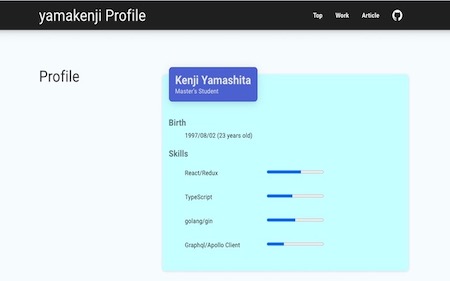 yamakenji Profile
Top Work Article
Profile
Kenji Yamashita
Master's Student
Birth
1997/08/02 (23 years old)
Skills
React/Redux
TypeScript
golang/gin
Graphql/Apollo Client